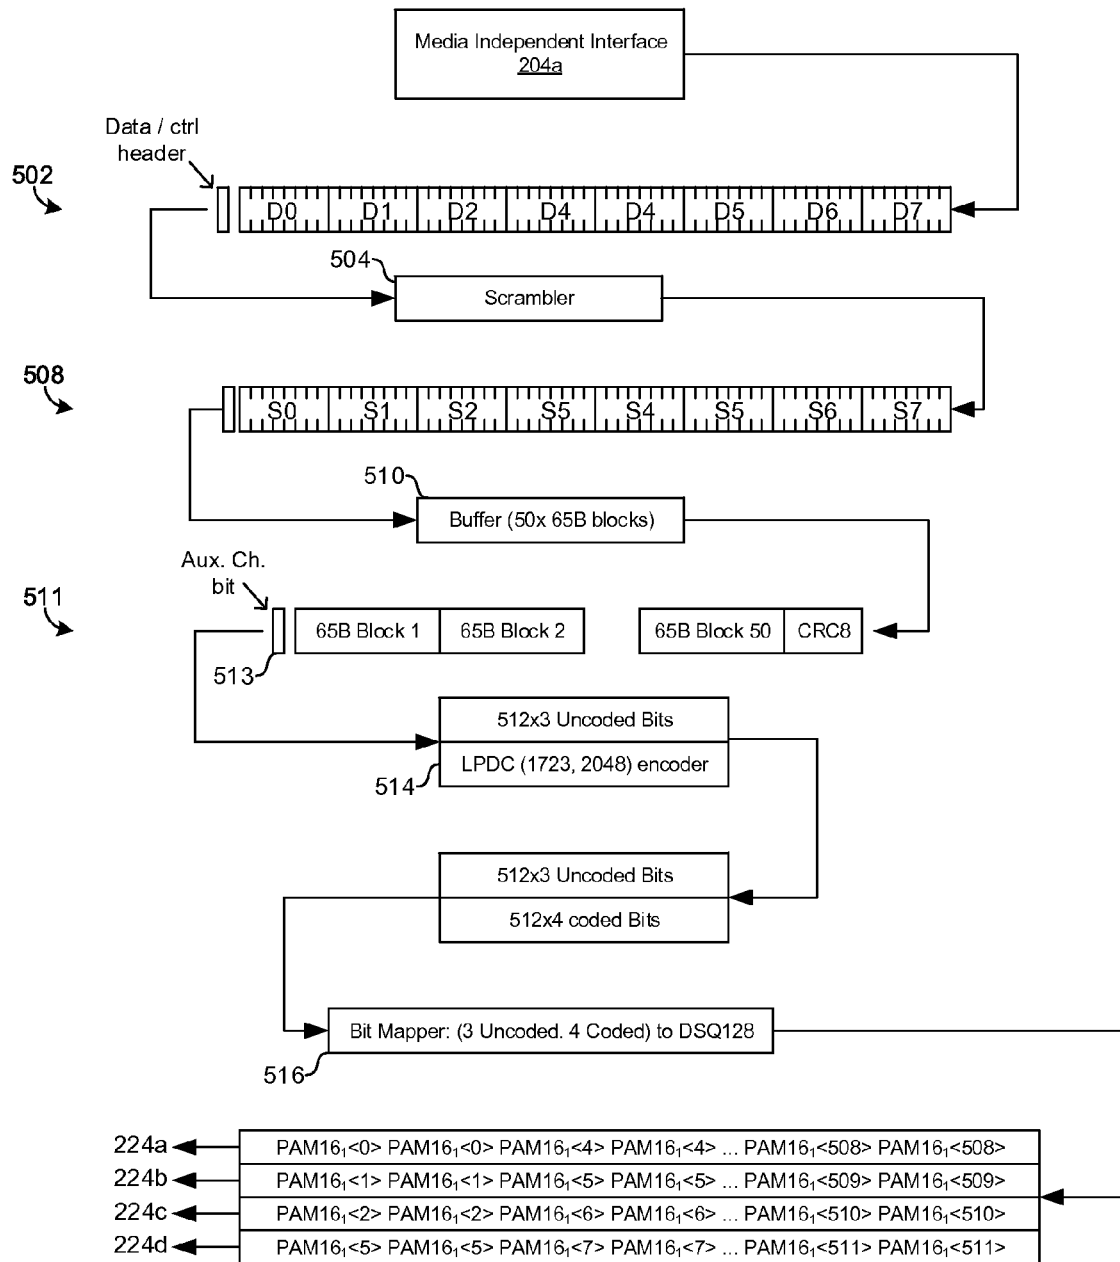 Media Independent Interface
204a
Data / ctrl
header
502
D0 D1 D2 D4 D4 D5 D6 D7
504
Scrambler
508
S0 S1 S2 S5 S4 S5 S6 S7
510
Buffer (50x 65B blocks)
Aux. Ch.
bit
511
65B Block 1 65B Block 2 65B Block 50 CRC8
513
512x3 Uncoded Bits
LPDC (1723, 2048) encoder
514
512x3 Uncoded Bits
512x4 coded Bits
Bit Mapper: (3 Uncoded. 4 Coded) to DSQ128
516
224a PAM16₁<0> PAM16₁<0> PAM16₁<4> PAM16₁<4> ... PAM16₁<508> PAM16₁<508>
224b PAM16₁<1> PAM16₁<1> PAM16₁<5> PAM16₁<5> ... PAM16₁<509> PAM16₁<509>
224c PAM16₁<2> PAM16₁<2> PAM16₁<6> PAM16₁<6> ... PAM16₁<510> PAM16₁<510>
224d PAM16₁<5> PAM16₁<5> PAM16₁<7> PAM16₁<7> ... PAM16₁<511> PAM16₁<511>